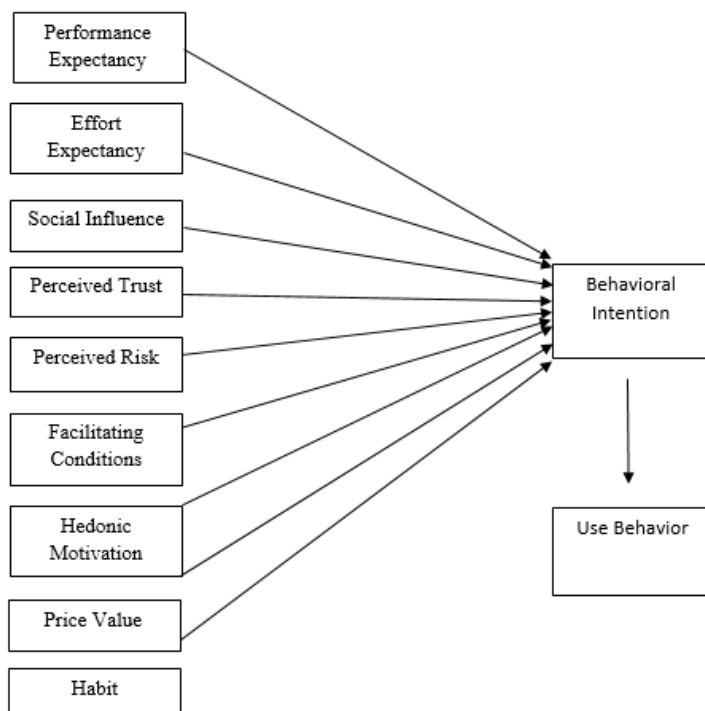 Performance
Expectancy
Effort
Expectancy
Social Influence
Perceived Trust
Perceived Risk
Facilitating
Conditions
Hedonic
Motivation
Price Value
Habit
Behavioral
Intention
Use Behavior